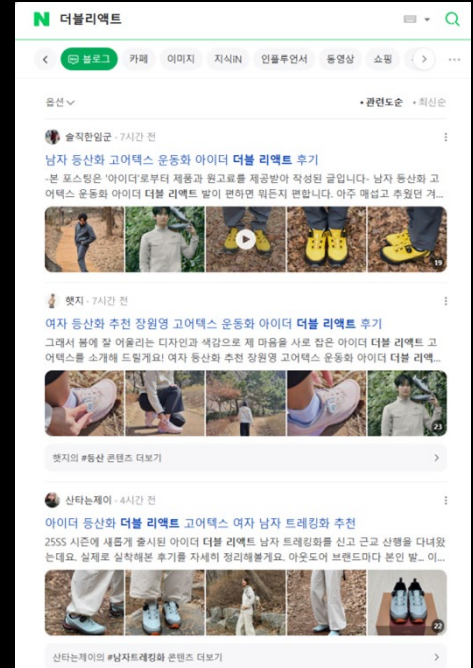 N 더블리액트
블로그 카페 이미지 지식iN 인플루언서 동영상 쇼핑
옵션 • 관련도순 • 최신순
솔직한임군 · 7시간 전
남자 등산화 고어텍스 운동화 아이더 더블 리액트 후기
-본 포스팅은 '아이더'로부터 제품과 원고료를 제공받아 작성된 글입니다- 남자 등산화 고
어텍스 운동화 아이더 더블 리액트 발이 편하면 뭐든지 편합니다. 아주 매섭고 추웠던 겨...
19
햇지 · 7시간 전
여자 등산화 추천 장원영 고어텍스 운동화 아이더 더블 리액트 후기
그래서 봄에 잘 어울리는 디자인과 색감으로 제 마음을 사로 잡은 아이더 더블 리액트 고
어텍스를 소개해 드릴게요! 여자 등산화 추천 장원영 고어텍스 운동화 아이더 더블 리액...
23
햇지의 #등산 콘텐츠 더보기
산타는제이 · 4시간 전
아이더 등산화 더블 리액트 고어텍스 여자 남자 트레킹화 추천
25SS 시즌에 새롭게 출시된 아이더 더블 리액트 트레킹화를 신고 근교 산행을 다녀왔
는데요. 실제로 실착해본 후기를 자세히 정리해볼게요. 아웃도어 브랜드마다 본인 발... 이...
22
산타는제이의 #남자트레킹화 콘텐츠 더보기